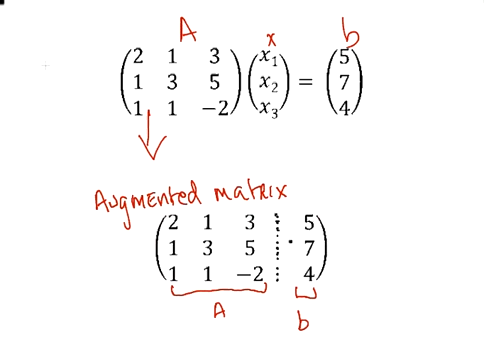 A x b
(2 1 3) (x₁) (5)
(1 3 5) (x₂) = (7)
(1 1 −2) (x₃) (4)
Augmented matrix
(2 1 3 ⋮ 5)
(1 3 5 ⋮ 7)
(1 1 −2 ⋮ 4)
A b